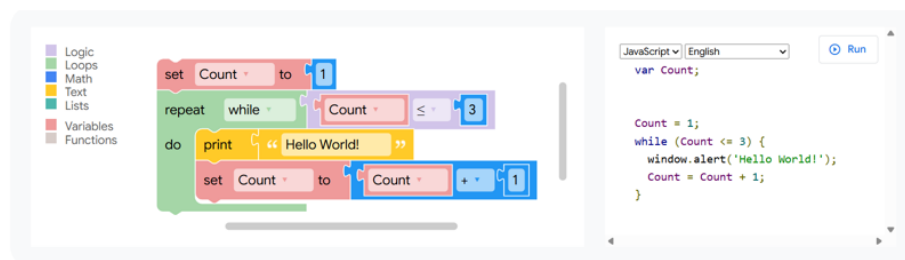 Logic
Loops
Math
Text
Lists
Variables
Functions
set Count to 1
repeat while Count ≤ 3
do print “ Hello World! ”
set Count to Count + 1
JavaScript English Run
var Count;
Count = 1;
while (Count <= 3) {
window.alert('Hello World!');
Count = Count + 1;
}